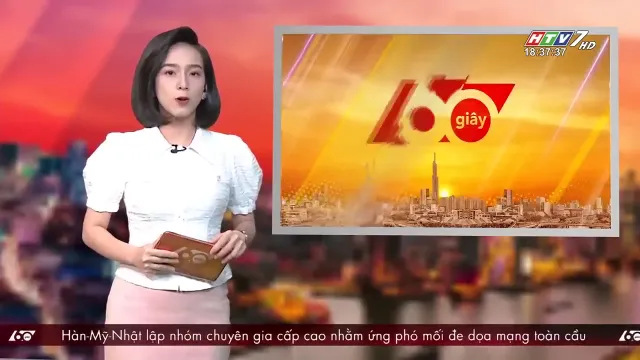 HTV7 HD
18:37:37
60 giây
Hàn-Mỹ-Nhật lập nhóm chuyên gia cấp cao nhằm ứng phó mối đe dọa mạng toàn cầu